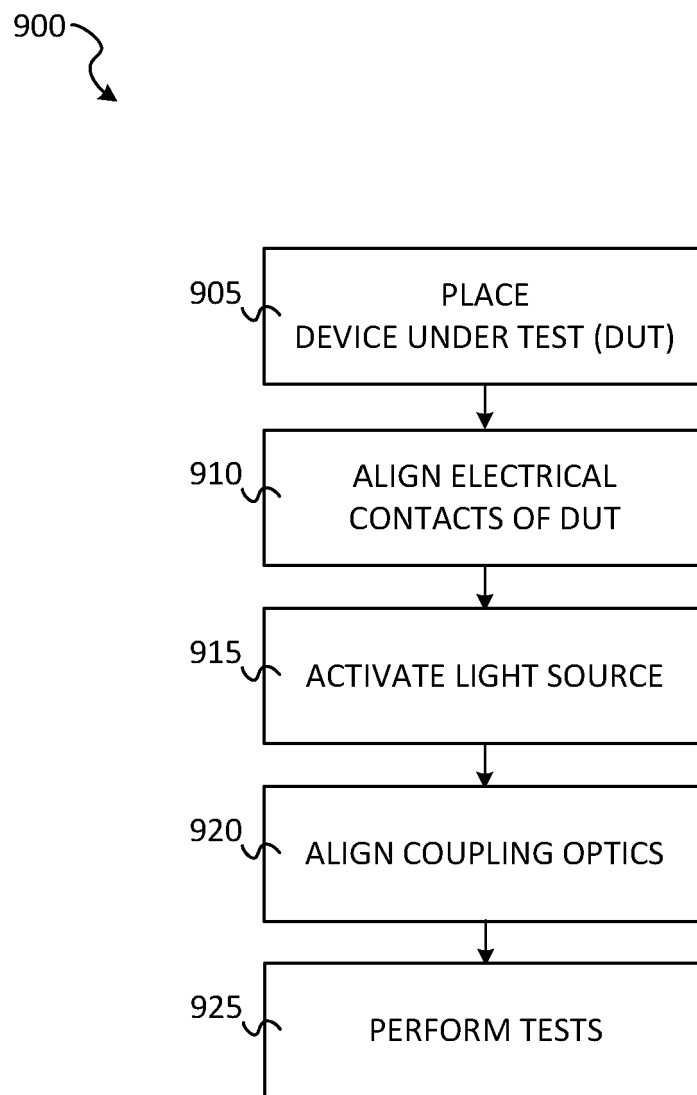 900
905
PLACE
DEVICE UNDER TEST (DUT)
910
ALIGN ELECTRICAL
CONTACTS OF DUT
915
ACTIVATE LIGHT SOURCE
920
ALIGN COUPLING OPTICS
925
PERFORM TESTS